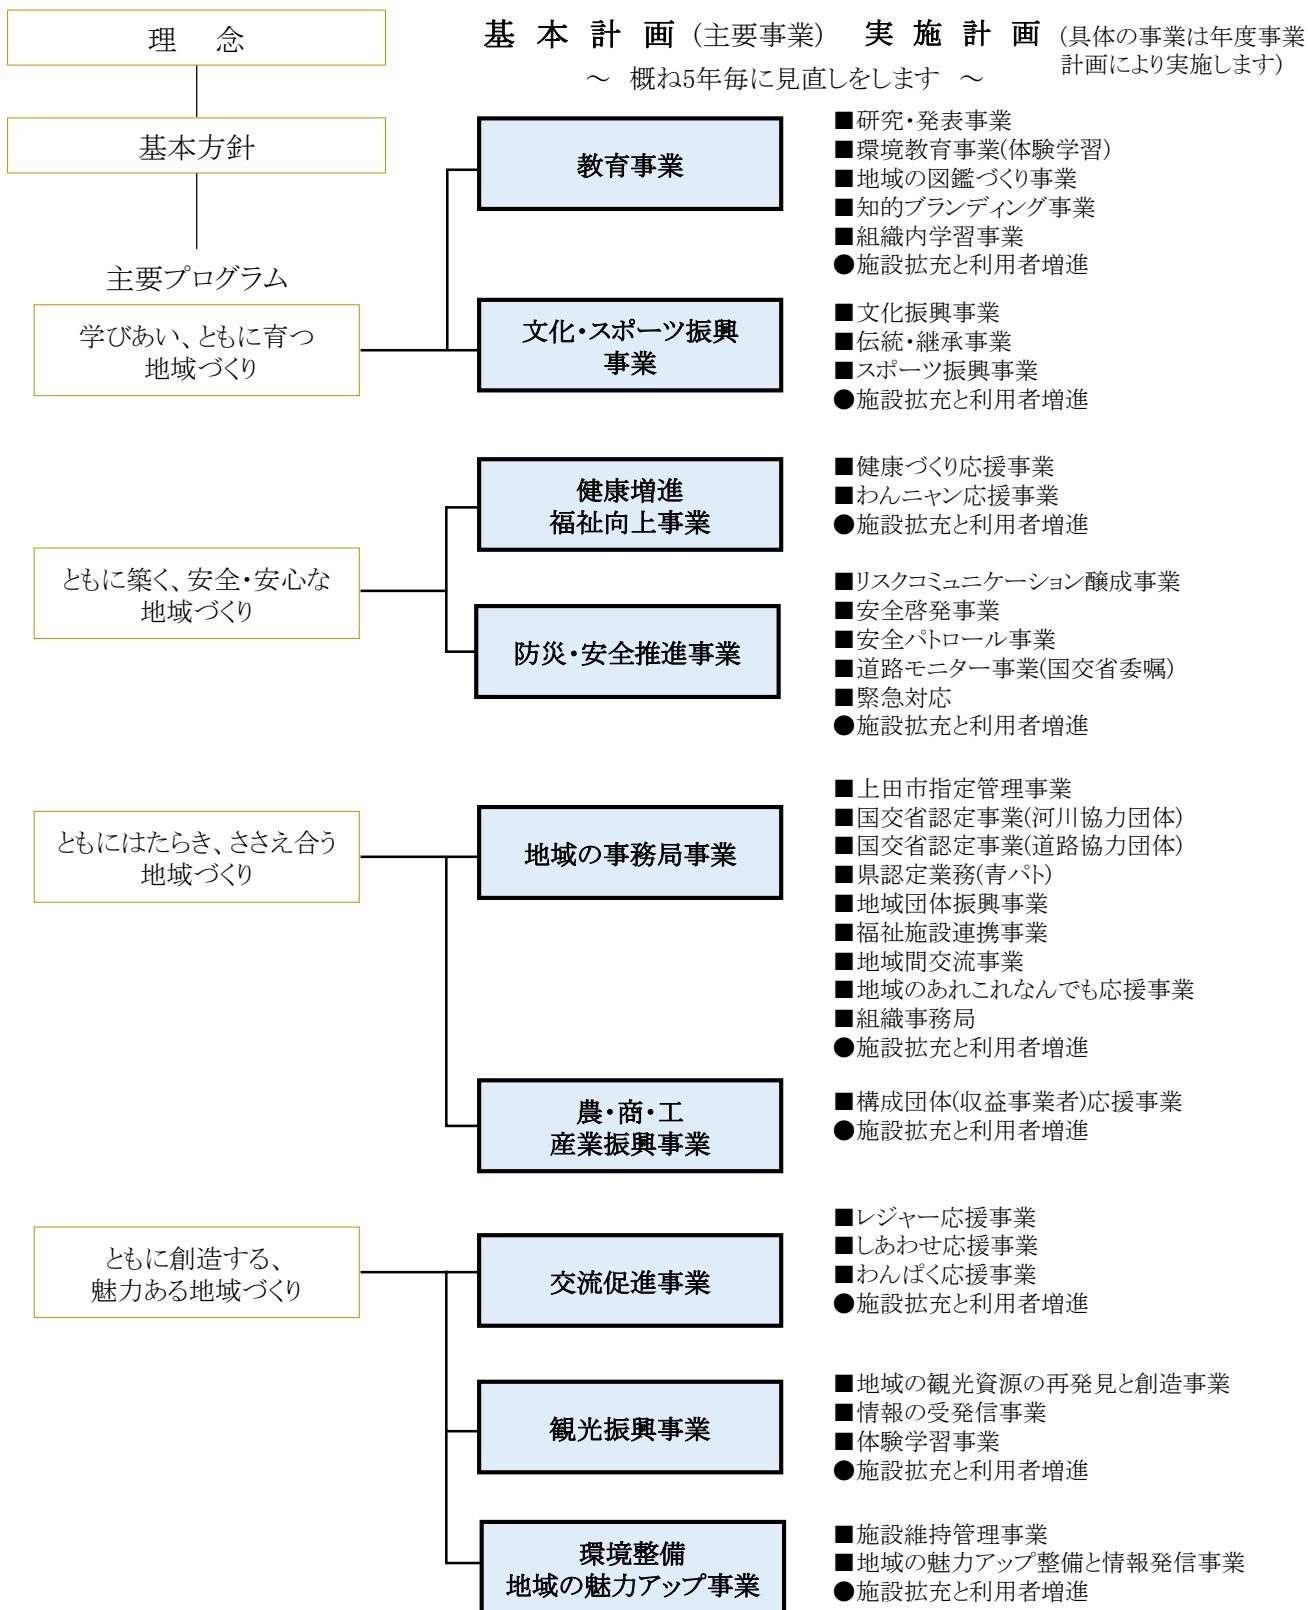 理　念
基 本 計 画 (主要事業)
実 施 計 画 (具体の事業は年度事業
計画により実施します)
～ 概ね5年毎に見直しをします ～
基本方針
主要プログラム
学びあい、ともに育つ
地域づくり
教育事業
■研究・発表事業
■環境教育事業(体験学習)
■地域の図鑑づくり事業
■知的ブランディング事業
■組織内学習事業
●施設拡充と利用者増進
文化・スポーツ振興
事業
■文化振興事業
■伝統・継承事業
■スポーツ振興事業
●施設拡充と利用者増進
ともに築く、安全・安心な
地域づくり
健康増進
福祉向上事業
■健康づくり応援事業
■わんニャン応援事業
●施設拡充と利用者増進
防災・安全推進事業
■リスクコミュニケーション醸成事業
■安全啓発事業
■安全パトロール事業
■道路モニター事業(国交省委嘱)
■緊急対応
●施設拡充と利用者増進
ともにはたらき、ささえ合う
地域づくり
地域の事務局事業
■上田市指定管理事業
■国交省認定事業(河川協力団体)
■国交省認定事業(道路協力団体)
■県認定業務(青パト)
■地域団体振興事業
■福祉施設連携事業
■地域間交流事業
■地域のあれこれなんでも応援事業
■組織事務局
●施設拡充と利用者増進
農・商・工
産業振興事業
■構成団体(収益事業者)応援事業
●施設拡充と利用者増進
ともに創造する、
魅力ある地域づくり
交流促進事業
■レジャー応援事業
■しあわせ応援事業
■わんぱく応援事業
●施設拡充と利用者増進
観光振興事業
■地域の観光資源の再発見と創造事業
■情報の受発信事業
■体験学習事業
●施設拡充と利用者増進
環境整備
地域の魅力アップ事業
■施設維持管理事業
■地域の魅力アップ整備と情報発信事業
●施設拡充と利用者増進